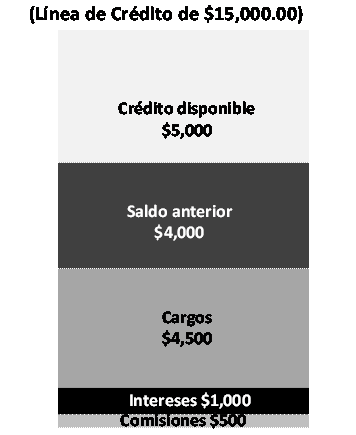 (Línea de Crédito de $15,000.00)
Crédito disponible
$5,000
Saldo anterior
$4,000
Cargos
$4,500
Intereses $1,000
Comisiones $500